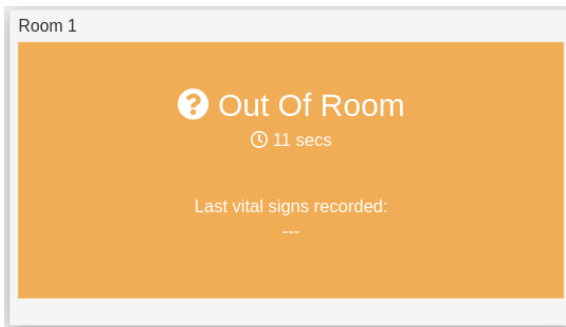 Room 1
Out Of Room
11 secs
Last vital signs recorded:
---